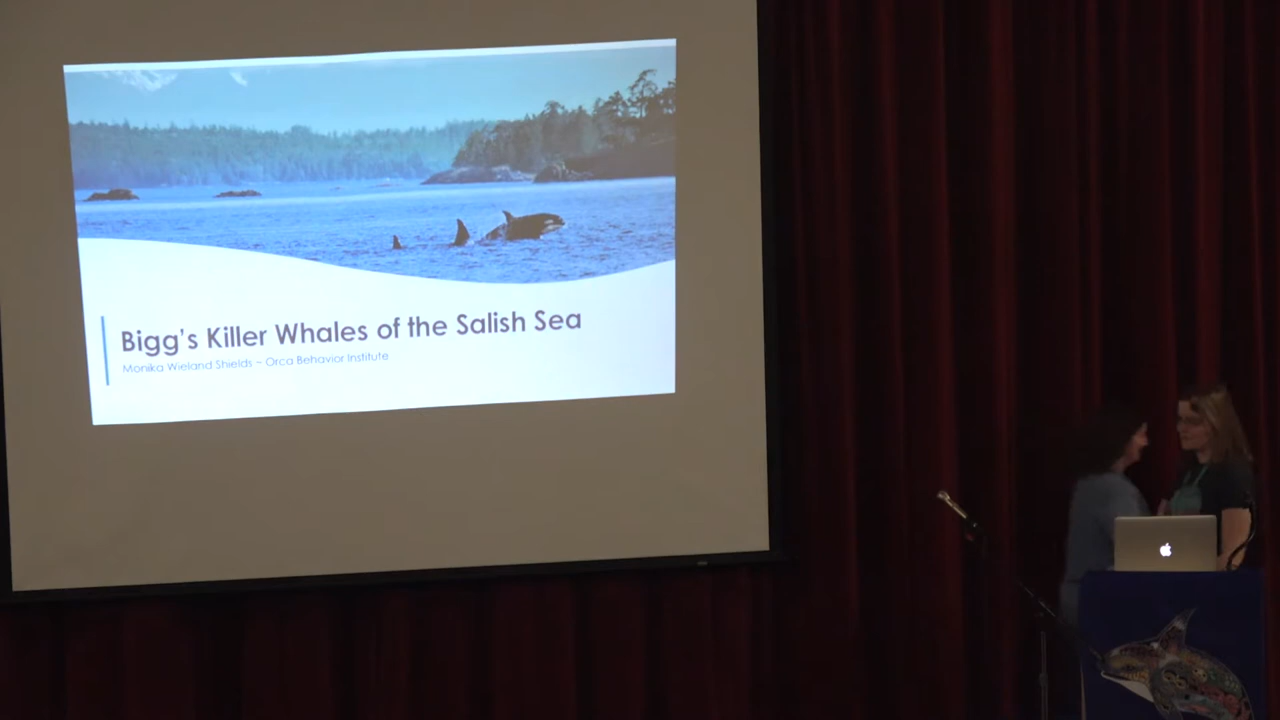 Bigg's Killer Whales of the Salish Sea
Monika Wieland Shields ~ Orca Behavior Institute